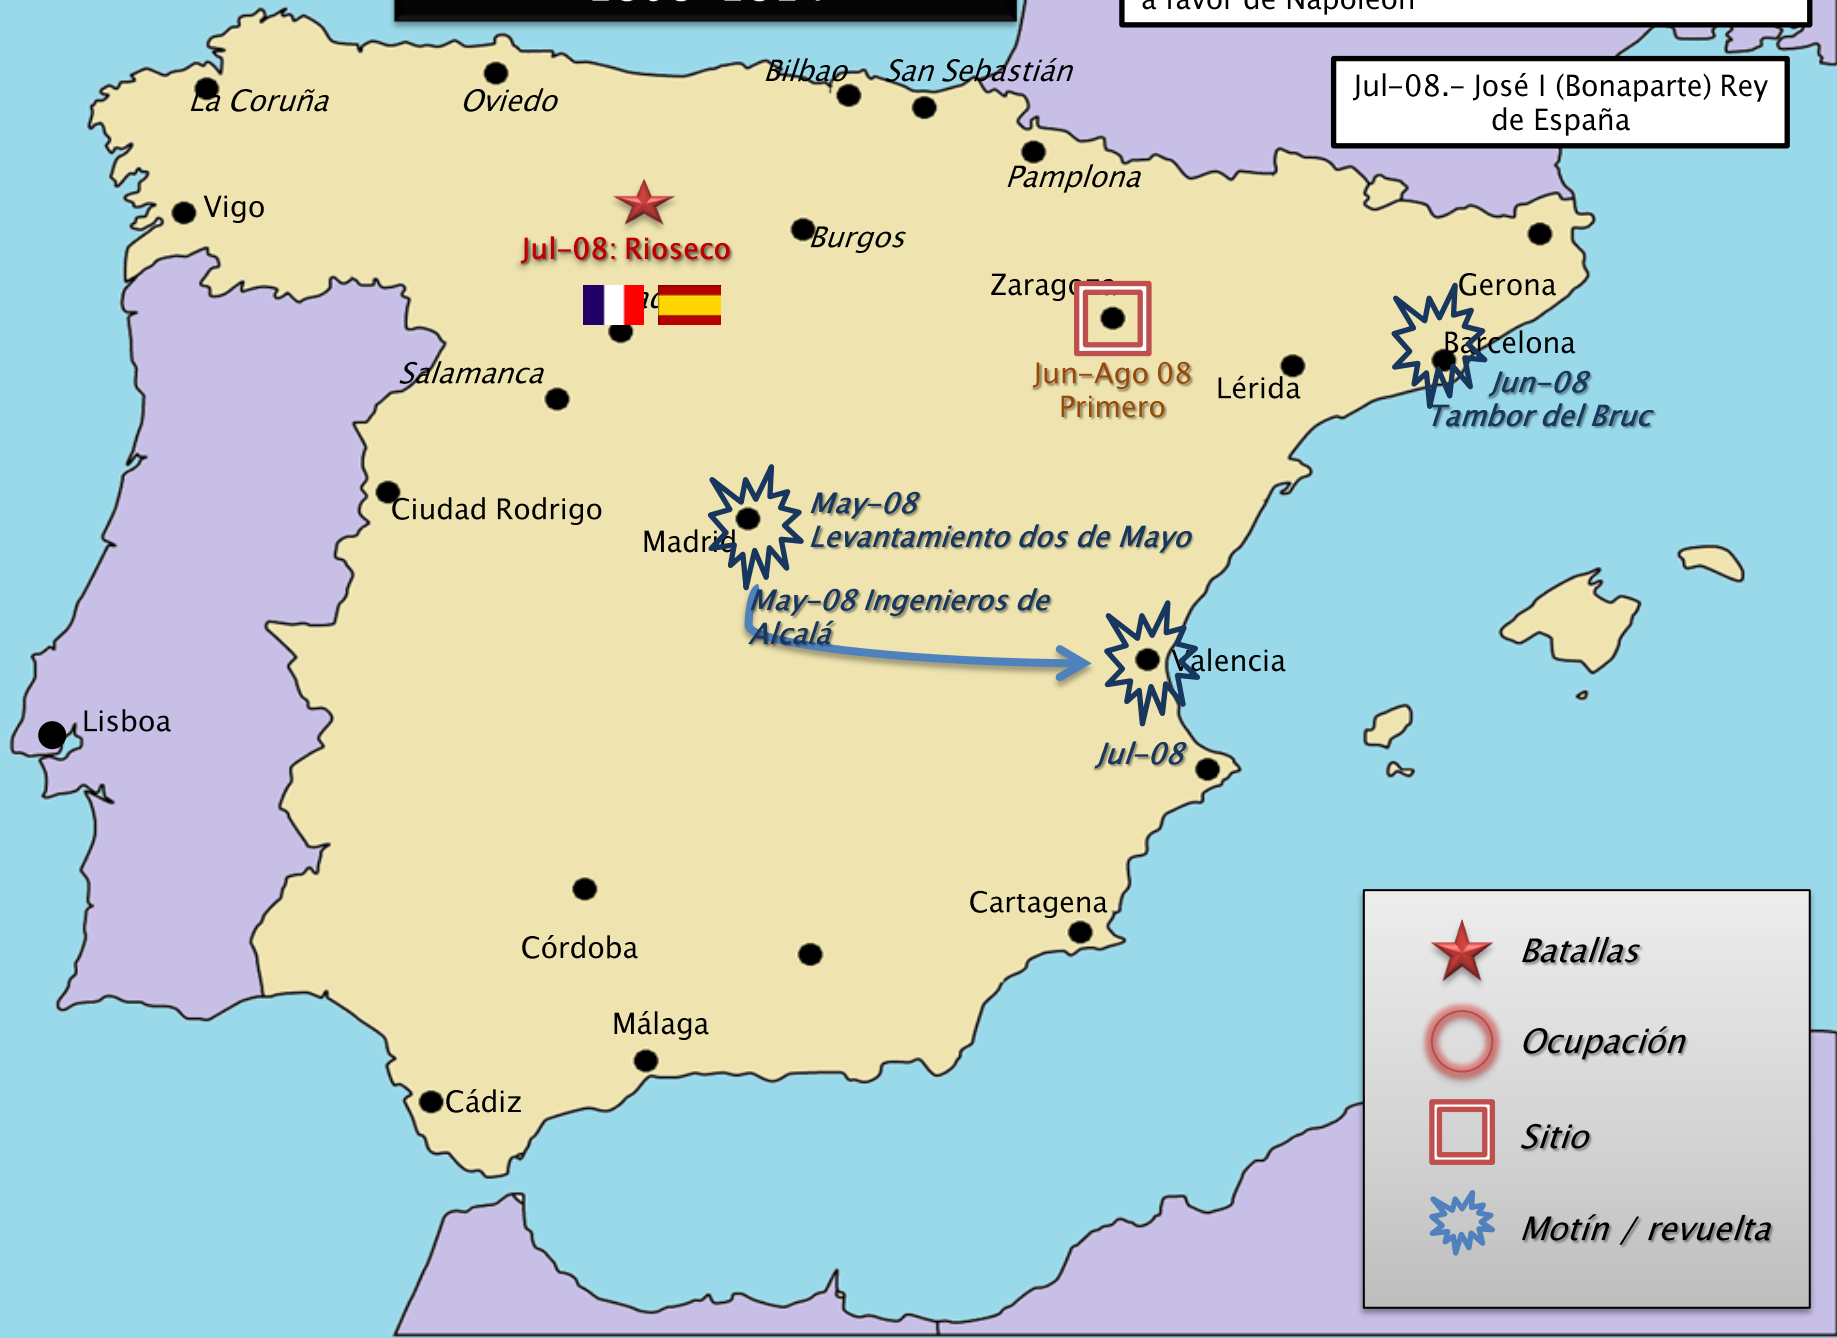 a favor de Napoleón
Jul-08.- José I (Bonaparte) Rey
de España
Bilbao
San Sebastián
La Coruña
Oviedo
Pamplona
Vigo
Burgos
Jul-08: Rioseco
Zaragoza
Gerona
Barcelona
Salamanca
Jun-Ago 08
Primero
Lérida
Jun-08
Tambor del Bruc
Ciudad Rodrigo
Madrid
May-08
Levantamiento dos de Mayo
May-08 Ingenieros de
Alcalá
Valencia
Lisboa
Jul-08
Cartagena
Córdoba
Málaga
Cádiz
Batallas
Ocupación
Sitio
Motín / revuelta